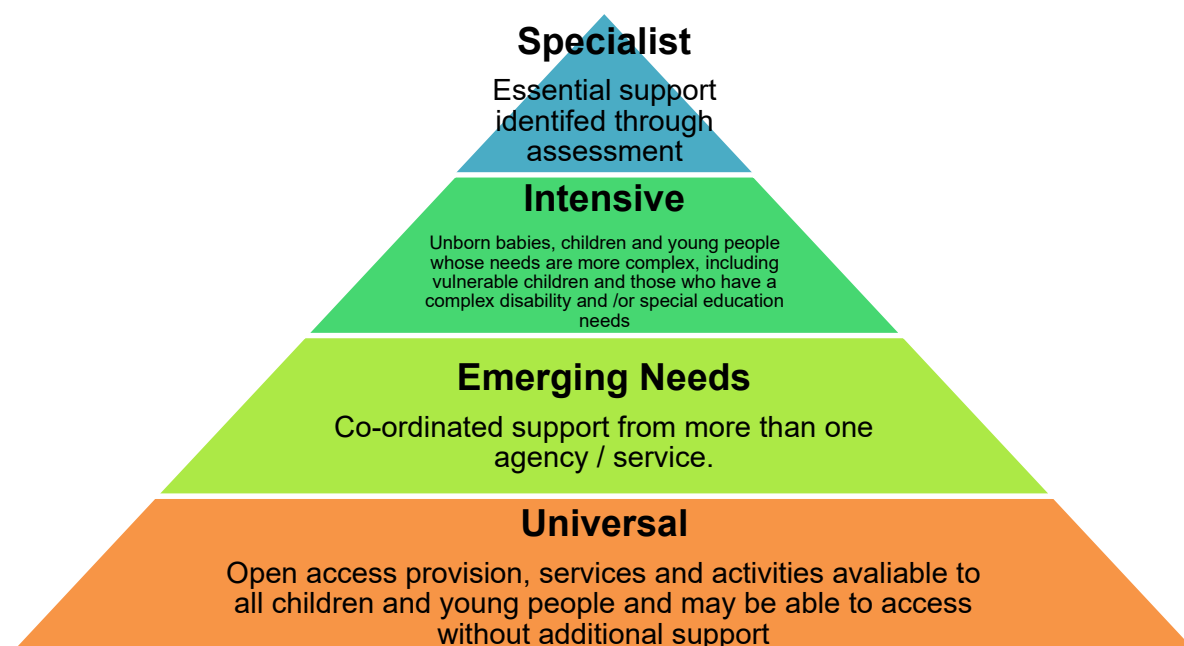 Specialist
Essential support
identifed through
assessment
Intensive
Unborn babies, children and young people
whose needs are more complex, including
vulnerable children and those who have a
complex disability and /or special education
needs
Emerging Needs
Co-ordinated support from more than one
agency / service.
Universal
Open access provision, services and activities avaliable to
all children and young people and may be able to access
without additional support